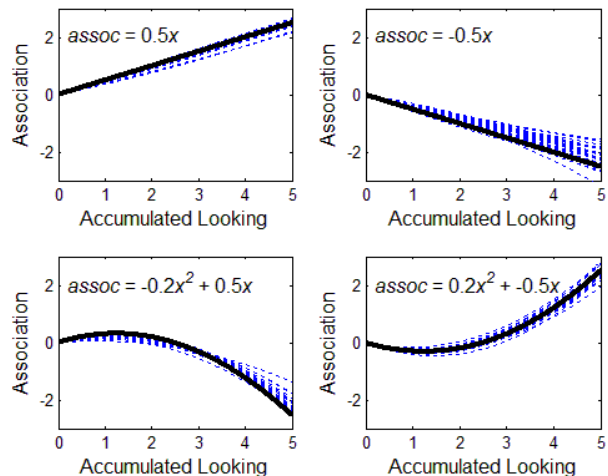 assoc = 0.5x
2
0
-2
Association
0 1 2 3 4 5
Accumulated Looking
assoc = -0.5x
2
0
-2
Association
0 1 2 3 4 5
Accumulated Looking
assoc = -0.2x² + 0.5x
2
0
-2
Association
0 1 2 3 4 5
Accumulated Looking
assoc = 0.2x² + -0.5x
2
0
-2
Association
0 1 2 3 4 5
Accumulated Looking